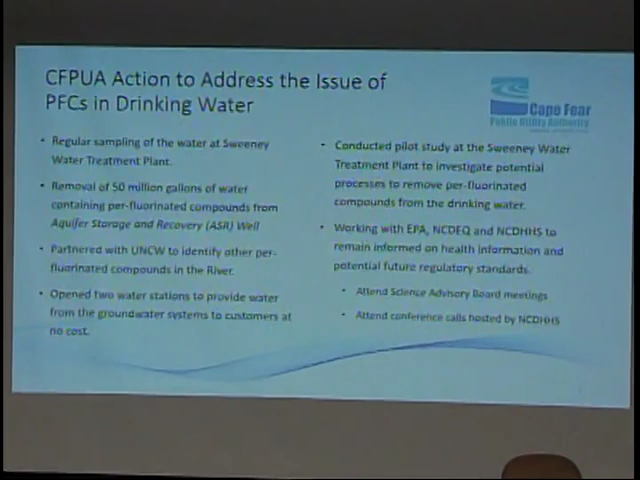 CFPUA Action to Address the Issue of
PFCs in Drinking Water
Cape Fear
Public Utility Authority
• Regular sampling of the water at Sweeney
Water Treatment Plant.
• Removal of 50 million gallons of water
containing per-fluorinated compounds from
Aquifer Storage and Recovery (ASR) Well
• Partnered with UNCW to identify other per-
fluorinated compounds in the River.
• Opened two water stations to provide water
from the groundwater systems to customers at
no cost.
• Conducted pilot study at the Sweeney Water
Treatment Plant to investigate potential
processes to remove per-fluorinated
compounds from the drinking water.
• Working with EPA, NCDEQ and NCDHHS to
remain informed on health information and
potential future regulatory standards.
• Attend Science Advisory Board meetings
• Attend conference calls hosted by NCDHHS